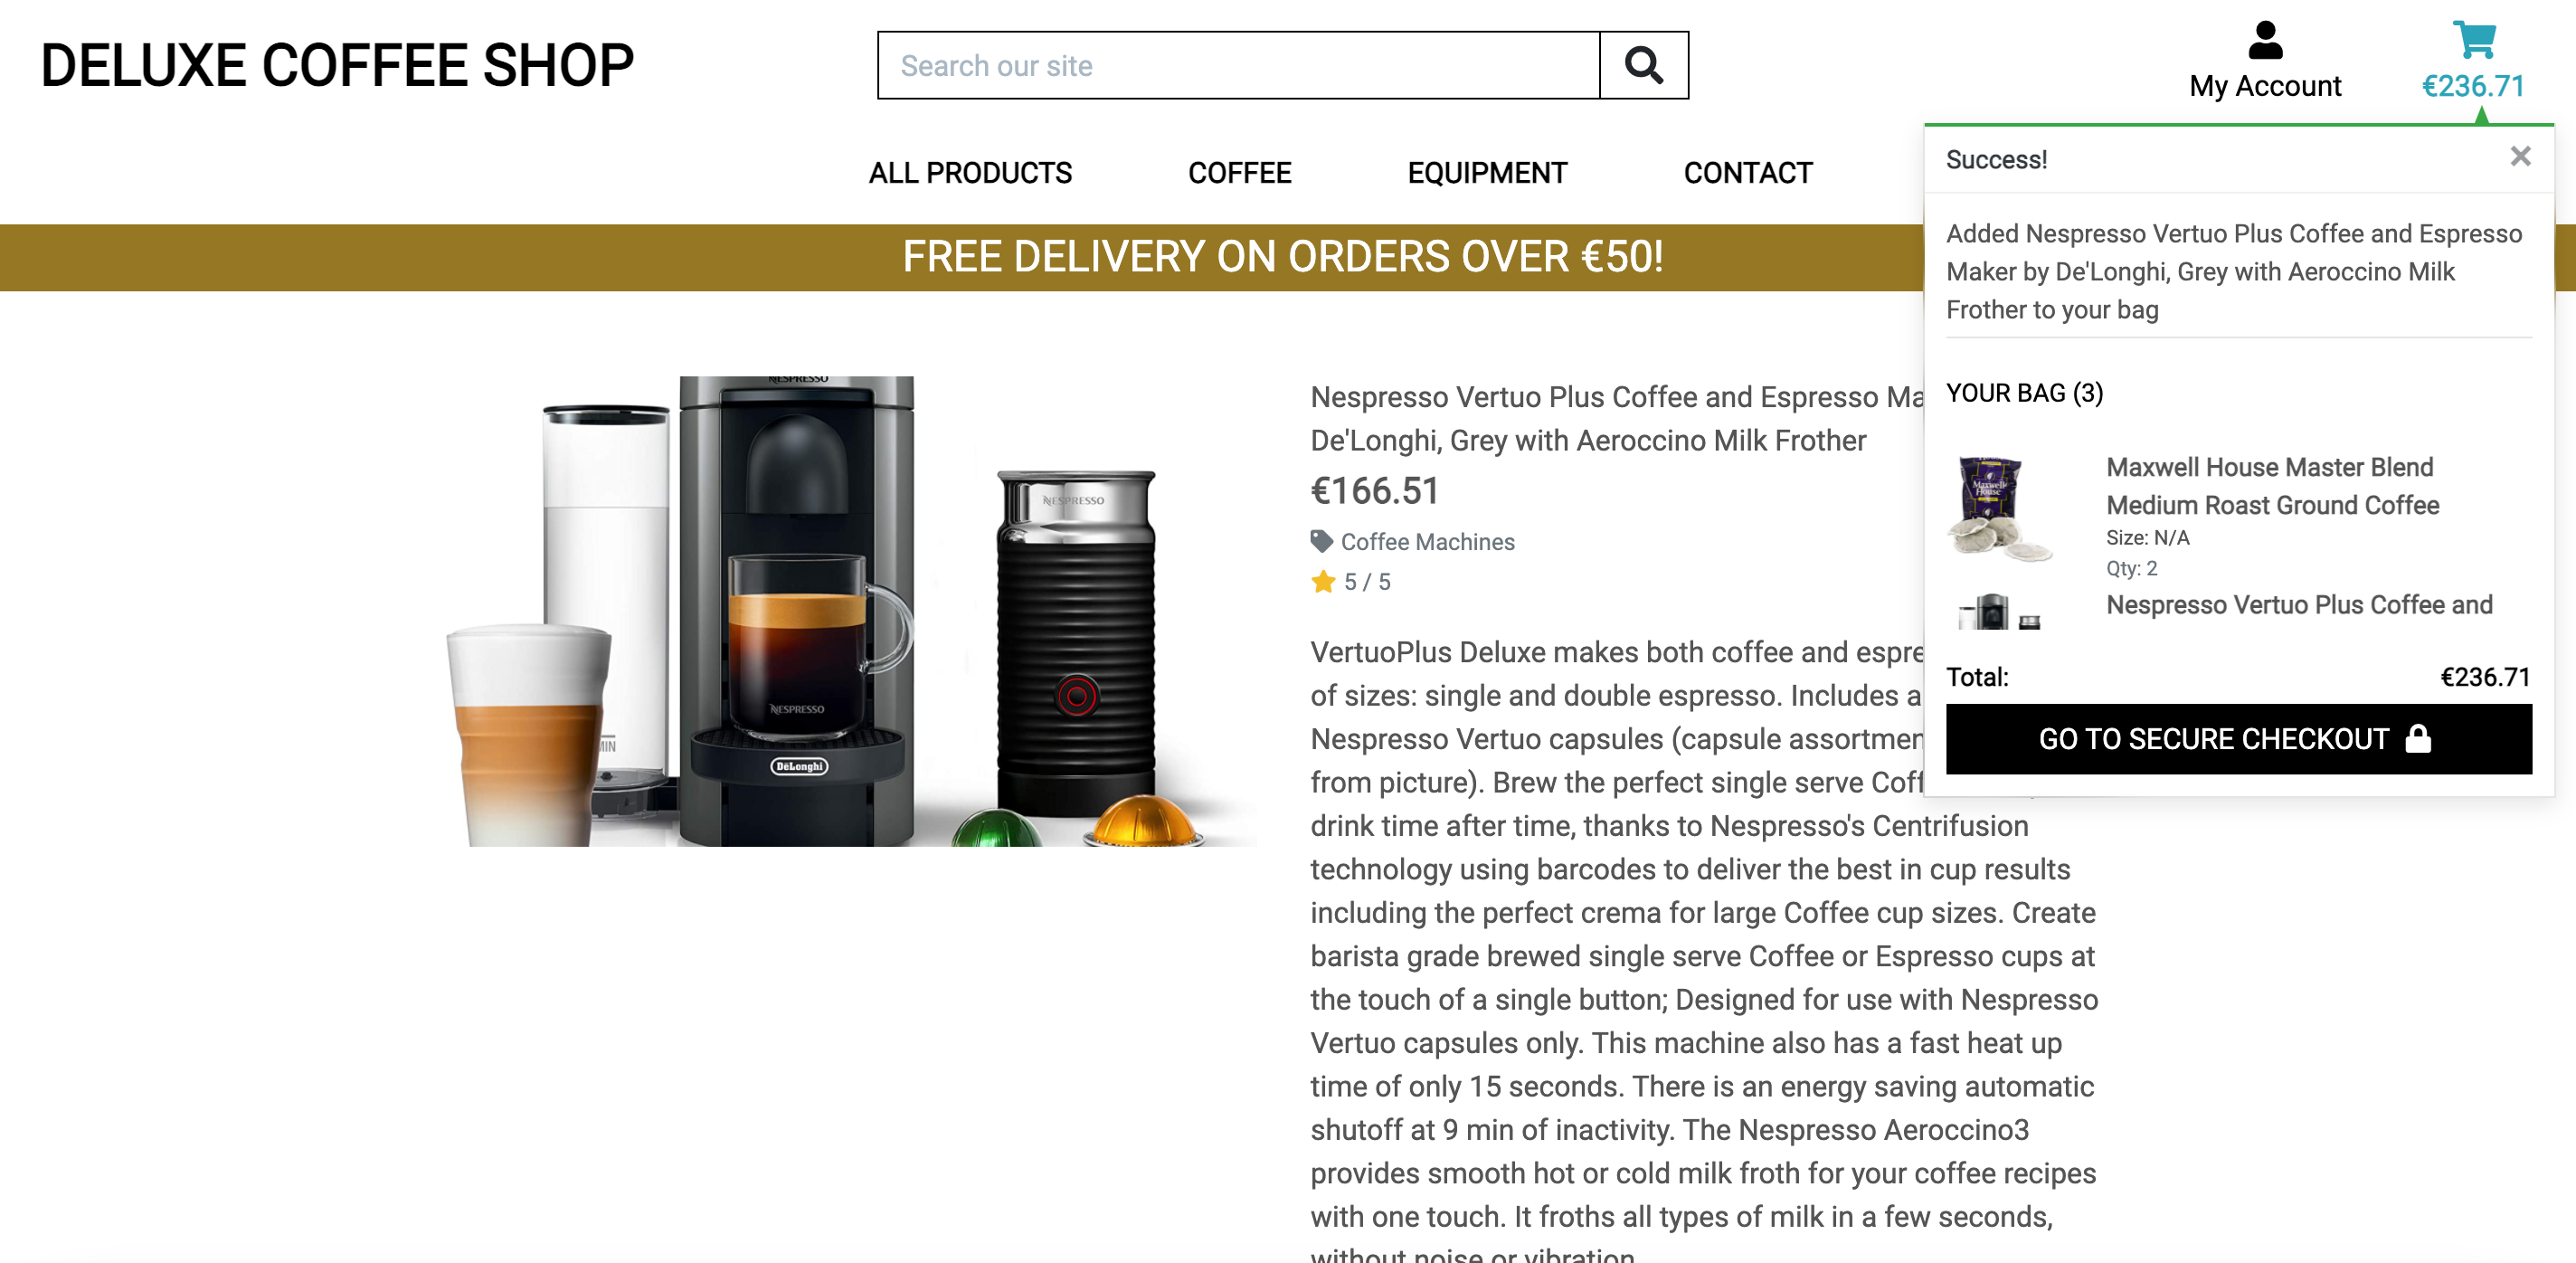 DELUXE COFFEE SHOP
Search our site
My Account
€236.71
ALL PRODUCTS
COFFEE
EQUIPMENT
CONTACT
FREE DELIVERY ON ORDERS OVER €50!
Success!
Added Nespresso Vertuo Plus Coffee and Espresso
Maker by De'Longhi, Grey with Aeroccino Milk
Frother to your bag
YOUR BAG (3)
Maxwell House
Maxwell House Master Blend
Medium Roast Ground Coffee
Size: N/A
Qty: 2
Nespresso Vertuo Plus Coffee and
Total:
€236.71
GO TO SECURE CHECKOUT
NESPRESSO
NESPRESSO
NESPRESSO
MIN
DeLonghi
Nespresso Vertuo Plus Coffee and Espresso Ma
De'Longhi, Grey with Aeroccino Milk Frother
€166.51
Coffee Machines
5 / 5
VertuoPlus Deluxe makes both coffee and espre
of sizes: single and double espresso. Includes a
Nespresso Vertuo capsules (capsule assortmen
from picture). Brew the perfect single serve Coff
drink time after time, thanks to Nespresso's Centrifusion
technology using barcodes to deliver the best in cup results
including the perfect crema for large Coffee cup sizes. Create
barista grade brewed single serve Coffee or Espresso cups at
the touch of a single button; Designed for use with Nespresso
Vertuo capsules only. This machine also has a fast heat up
time of only 15 seconds. There is an energy saving automatic
shutoff at 9 min of inactivity. The Nespresso Aeroccino3
provides smooth hot or cold milk froth for your coffee recipes
with one touch. It froths all types of milk in a few seconds,
without noise or vibration